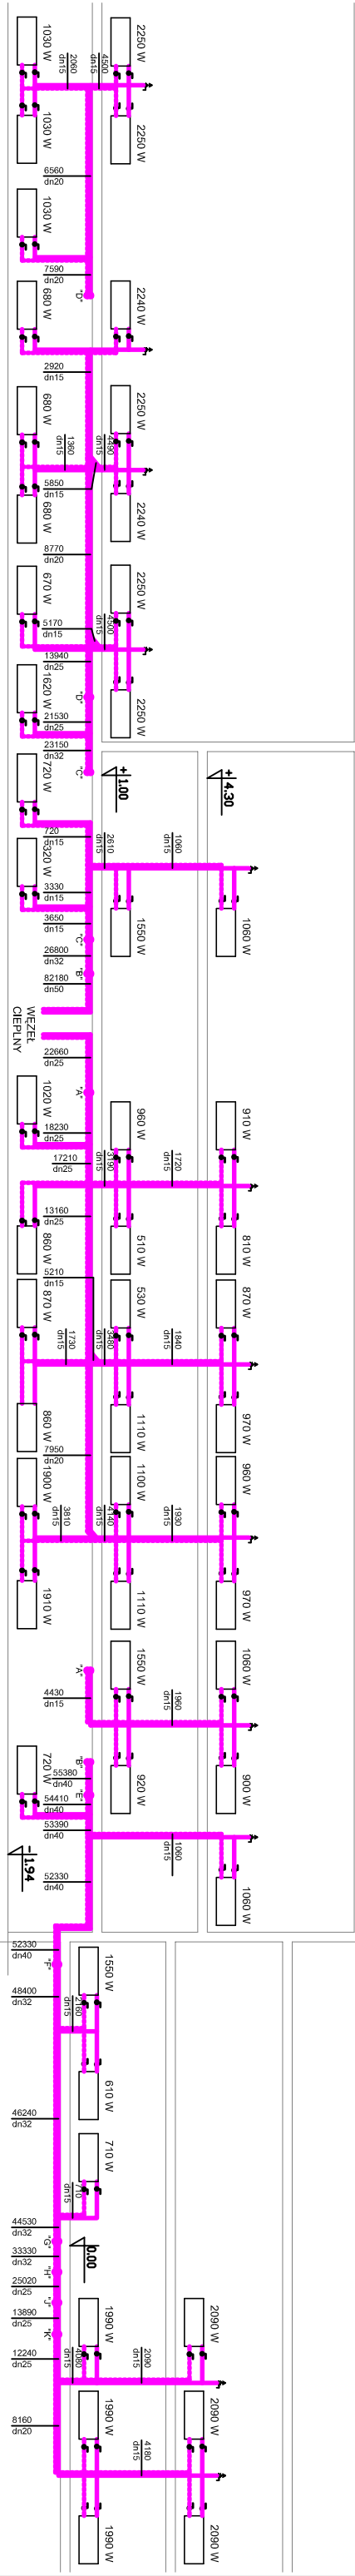 1030 W
2060
dn15
4500
dn15
2250 W
1030 W
2250 W
6560
dn20
1030 W
7590
dn20
"D"
680 W
2240 W
2920
dn15
680 W
1360
dn15
4490
dn15
2250 W
5850
dn15
680 W
2240 W
8770
dn20
670 W
5170
dn15
4500
dn15
2250 W
13940
dn25
1620 W
"D"
2250 W
21530
dn25
23150
dn32
"C"
720 W
+1.00
+4.30
720
dn15
2610
dn15
1060
dn15
320 W
3330
dn15
1550 W
1060 W
3650
dn15
"C"
26800
dn32
"B"
82180
dn50
WĘZEŁ
CIEPLNY
22660
dn25
"A"
1020 W
960 W
910 W
18230
dn25
17210
dn25
3190
dn15
1720
dn15
13160
dn25
860 W
510 W
810 W
5210
dn15
870 W
530 W
870 W
1730
dn15
3480
dn15
1840
dn15
860 W
1110 W
970 W
7950
dn20
1900 W
1100 W
960 W
3810
dn15
4140
dn15
1930
dn15
1910 W
1110 W
970 W
"A"
4430
dn15
1550 W
1060 W
1960
dn15
920 W
900 W
"B"
720 W
55380
dn40
"E"
54410
dn40
53390
dn40
1060
dn15
-1.94
52330
dn40
1060 W
52330
dn40
"F"
48400
dn32
1550 W
2160
dn15
610 W
46240
dn32
710 W
710
dn15
44530
dn32
"G"
0.00
33330
dn32
"H"
25020
dn25
"J"
13890
dn25
"K"
12240
dn25
1990 W
2090 W
4080
dn15
2090
dn15
8160
dn20
1990 W
2090 W
4180
dn15
1990 W
2090 W